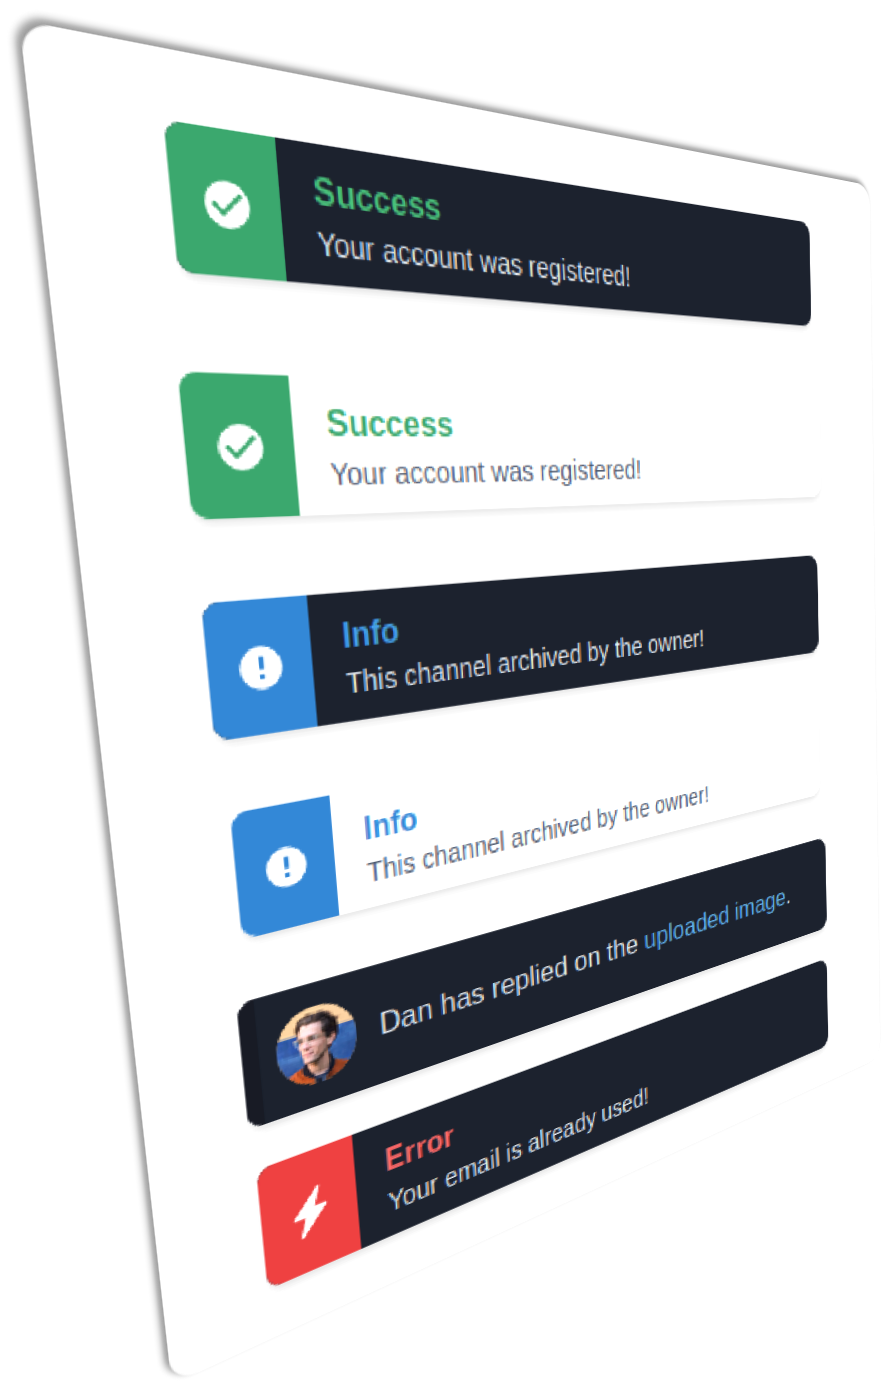 Success
Your account was registered!
Success
Your account was registered!
Info
This channel archived by the owner!
Info
This channel archived by the owner!
Dan has replied on the uploaded image.
Error
Your email is already used!